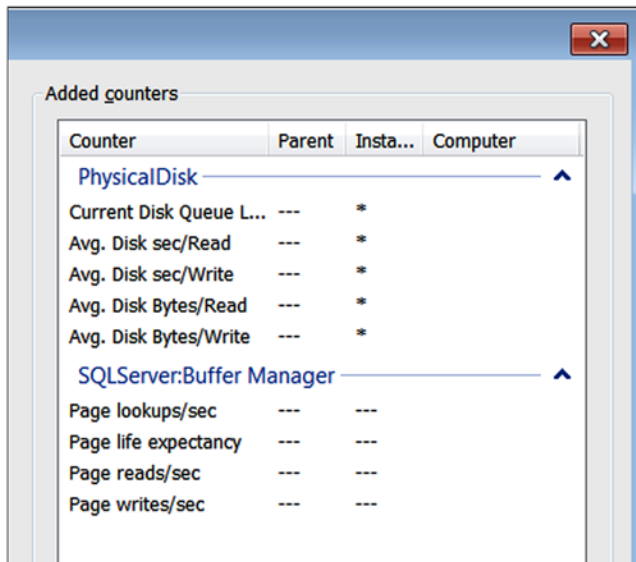 Added counters
Counter Parent Insta... Computer
PhysicalDisk
Current Disk Queue L... --- *
Avg. Disk sec/Read --- *
Avg. Disk sec/Write --- *
Avg. Disk Bytes/Read --- *
Avg. Disk Bytes/Write --- *
SQLServer:Buffer Manager
Page lookups/sec --- ---
Page life expectancy --- ---
Page reads/sec --- ---
Page writes/sec --- ---